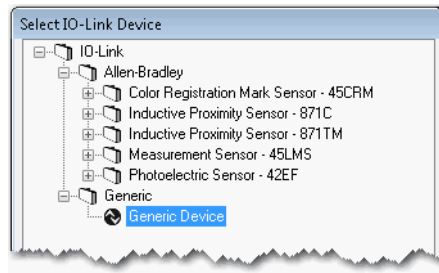 Select IO-Link Device
IO-Link
Allen-Bradley
Color Registration Mark Sensor - 45CRM
Inductive Proximity Sensor - 871C
Inductive Proximity Sensor - 871TM
Measurement Sensor - 45LMS
Photoelectric Sensor - 42EF
Generic
Generic Device